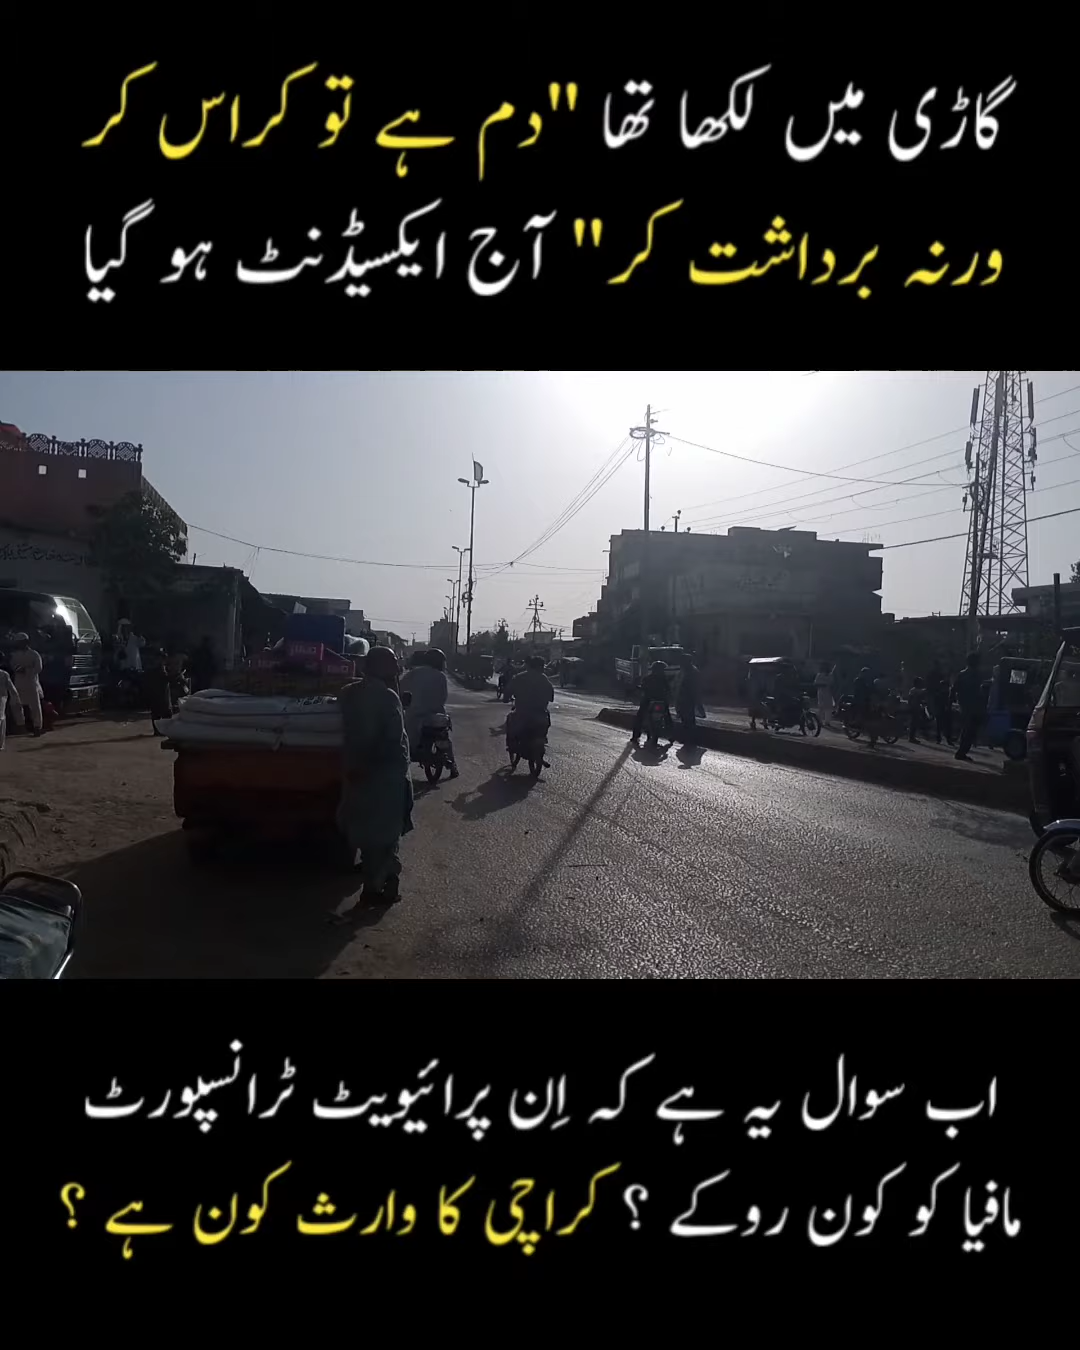 گاڑی میں لکھا تھا "دم ہے تو کراس کر
ورنہ برداشت کر" آج ایکسیڈنٹ ہو گیا
اب سوال یہ ہے کہ اِن پرائیویٹ ٹرانسپورٹ
مافیا کو کون روکے ؟ کراچی کا وارث کون ہے ؟